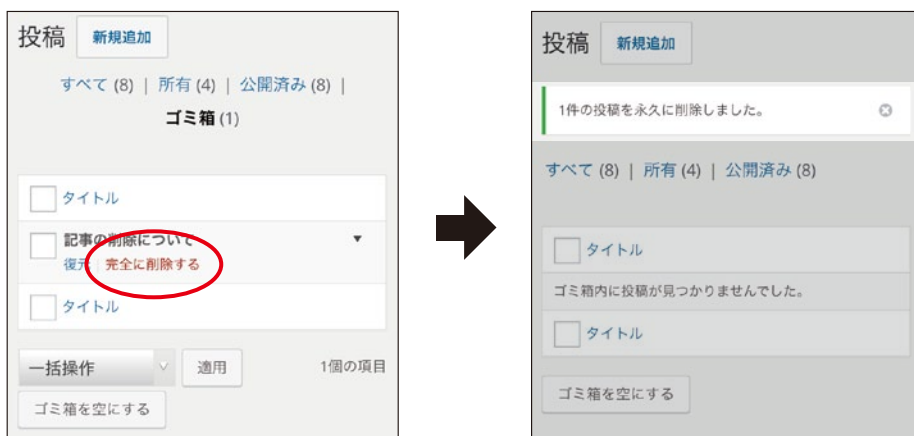 投稿 新規追加
すべて (8) | 所有 (4) | 公開済み (8) |
ゴミ箱 (1)
タイトル
記事の削除について ▼
復元 | 完全に削除する
タイトル
一括操作 適用 1個の項目
ゴミ箱を空にする
投稿 新規追加
1件の投稿を永久に削除しました。
すべて (8) | 所有 (4) | 公開済み (8)
タイトル
ゴミ箱内に投稿が見つかりませんでした。
タイトル
ゴミ箱を空にする